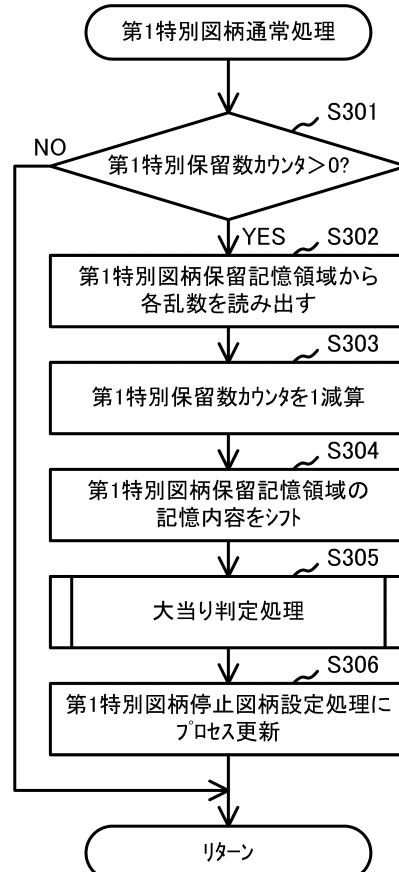 第1特別図柄通常処理
S301
NO
第1特別保留数カウンタ>0?
YES
S302
第1特別図柄保留記憶領域から
各乱数を読み出す
S303
第1特別保留数カウンタを1減算
S304
第1特別図柄保留記憶領域の
記憶内容をシフト
S305
大当り判定処理
S306
第1特別図柄停止図柄設定処理に
プロセス更新
リターン